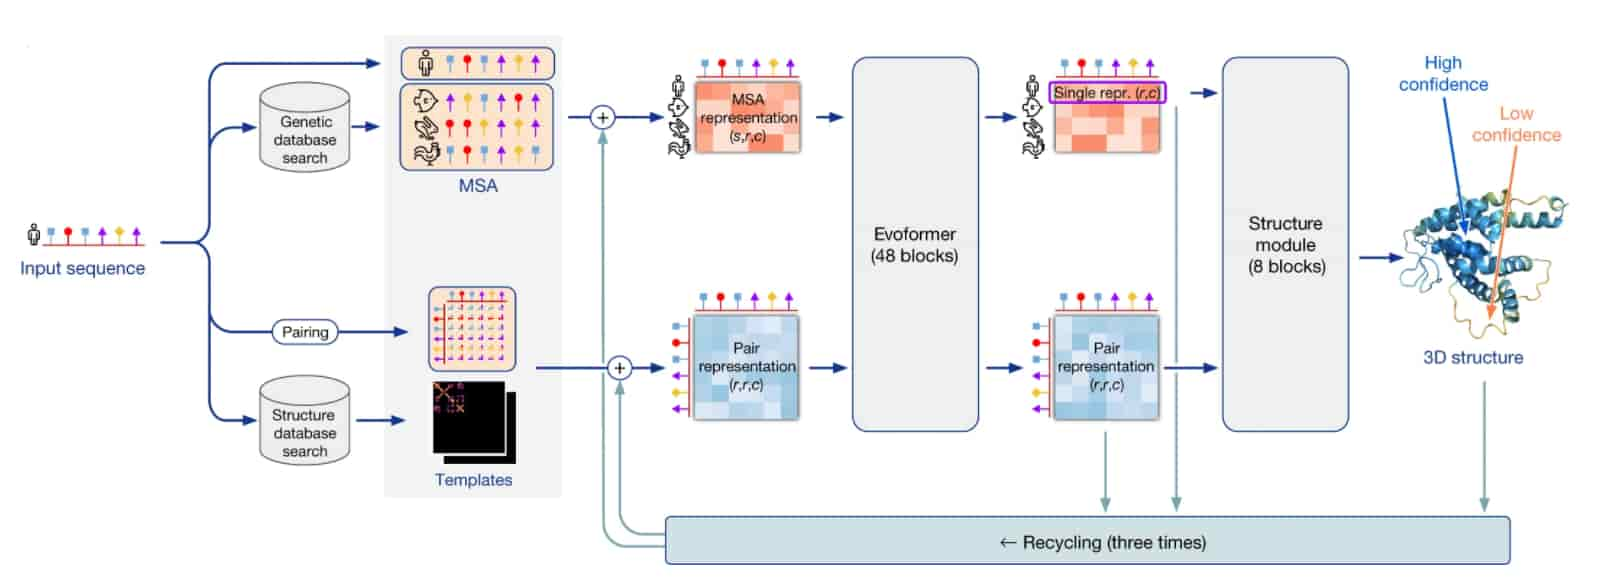 Input sequence
Genetic
database
search
MSA
Pairing
Structure
database
search
Templates
+
+
MSA
representation
(s,r,c)
Pair
representation
(r,r,c)
Evoformer
(48 blocks)
Single repr. (r,c)
Pair
representation
(r,r,c)
Structure
module
(8 blocks)
High
confidence
Low
confidence
3D structure
← Recycling (three times)